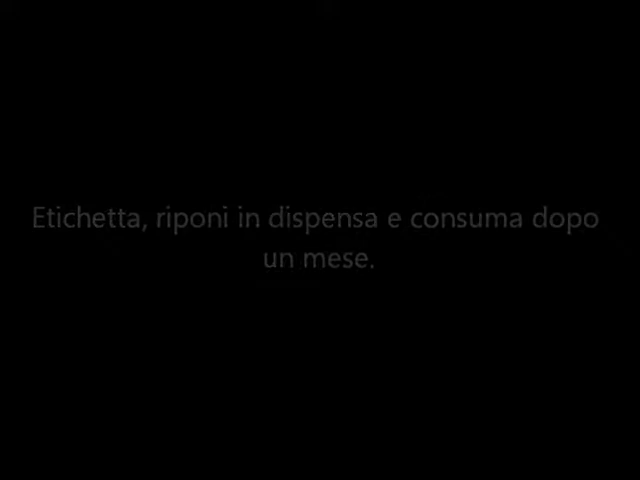 Etichetta, riponi in dispensa e consuma dopo
un mese.